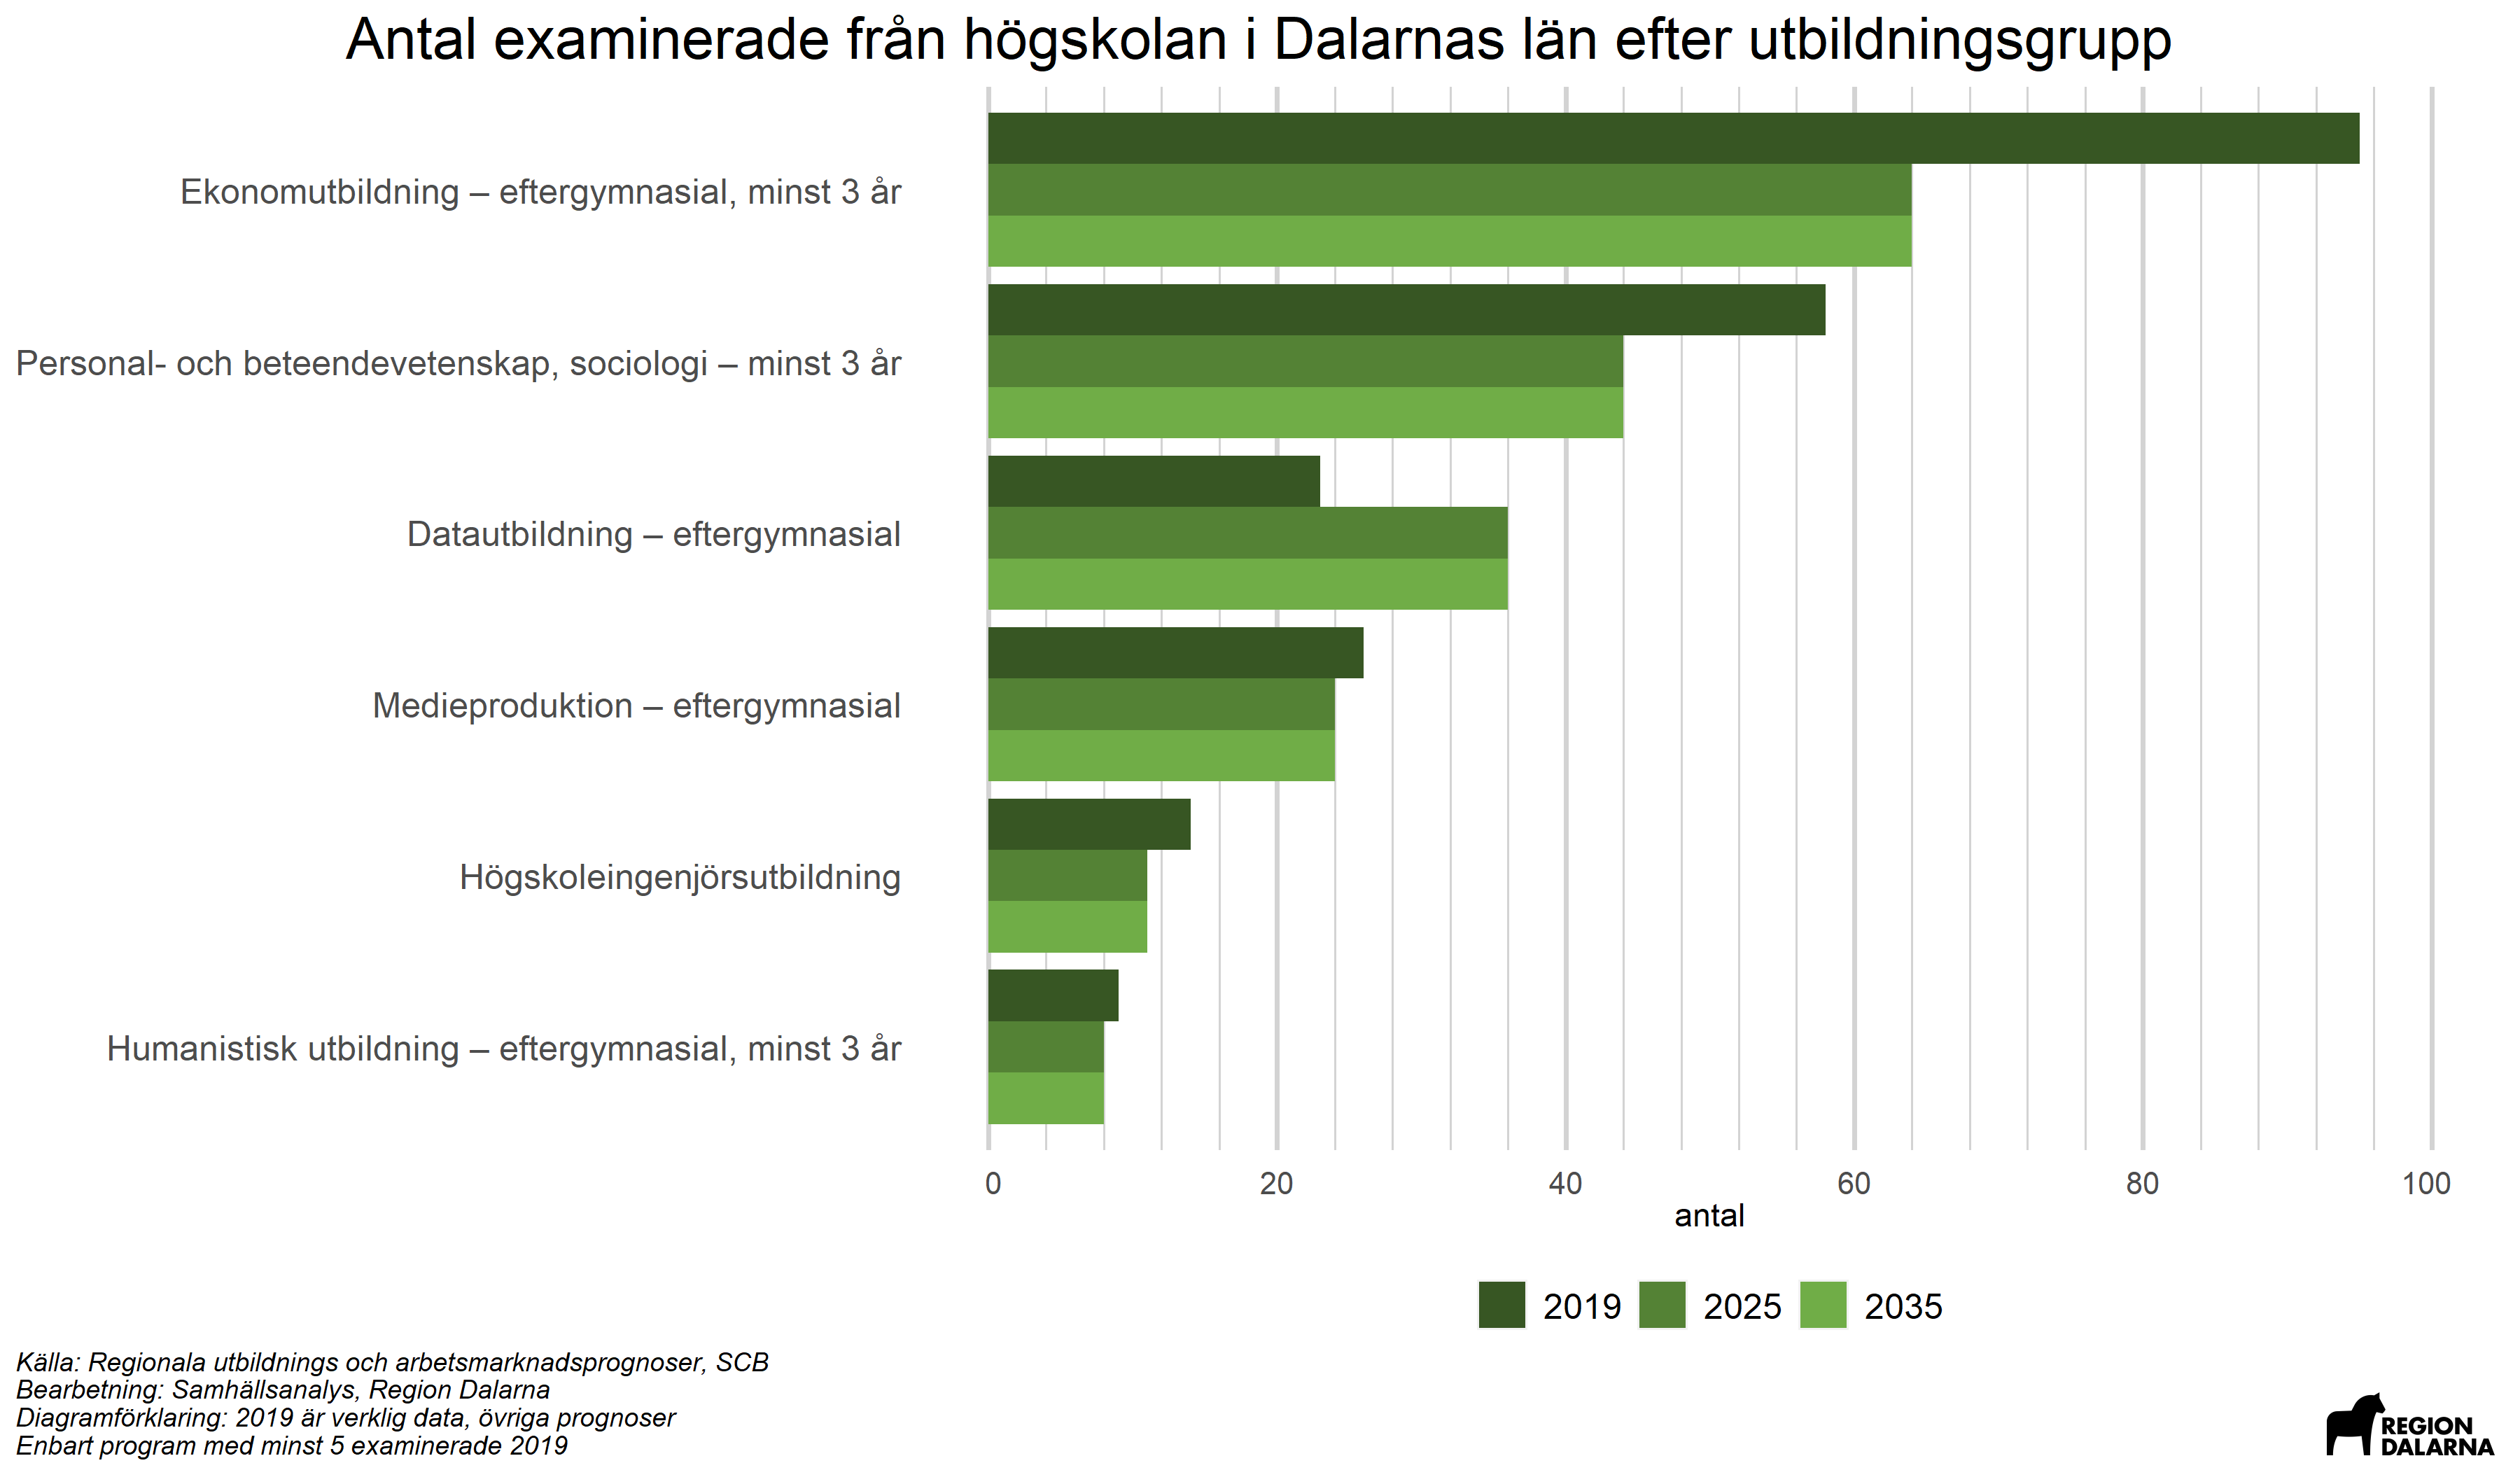 Antal examinerade från högskolan i Dalarnas län efter utbildningsgrupp
Ekonomutbildning – eftergymnasial, minst 3 år
Personal- och beteendevetenskap, sociologi – minst 3 år
Datautbildning – eftergymnasial
Medieproduktion – eftergymnasial
Högskoleingenjörsutbildning
Humanistisk utbildning – eftergymnasial, minst 3 år
0 20 40 60 80 100
antal
2019 2025 2035
Källa: Regionala utbildnings och arbetsmarknadsprognoser, SCB
Bearbetning: Samhällsanalys, Region Dalarna
Diagramförklaring: 2019 är verklig data, övriga prognoser
Enbart program med minst 5 examinerade 2019
REGION
DALARNA